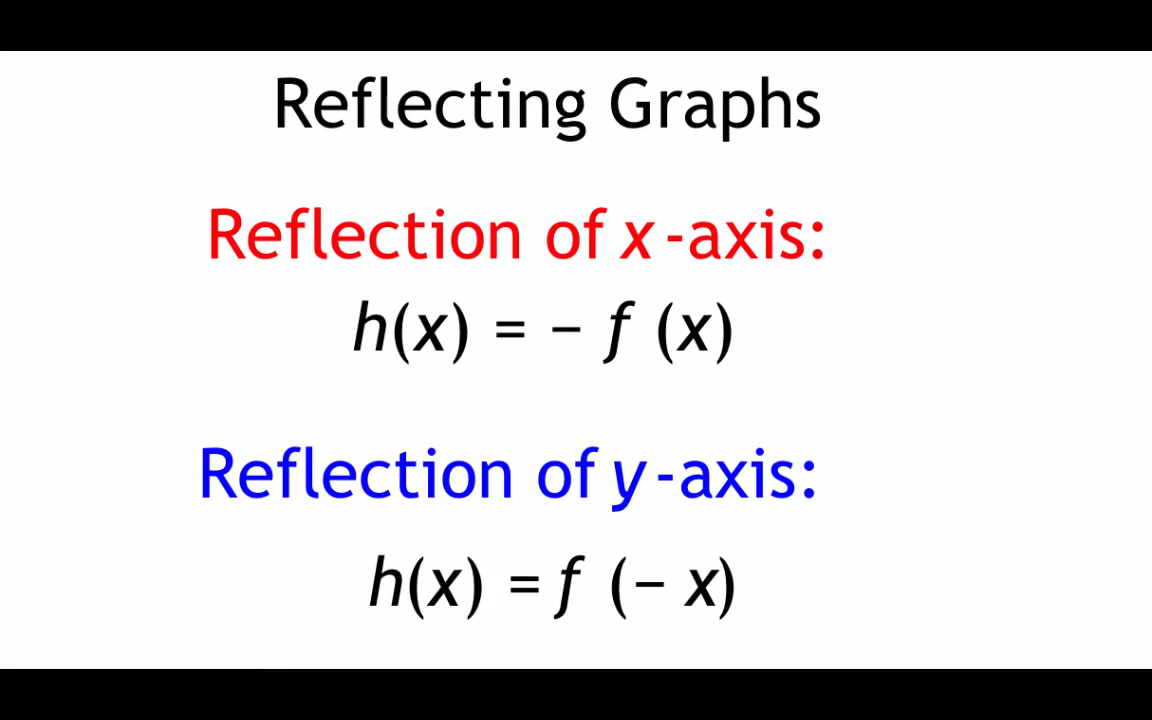 Reflecting Graphs
Reflection of x-axis:
h(x) = − f (x)
Reflection of y-axis:
h(x) = f (− x)